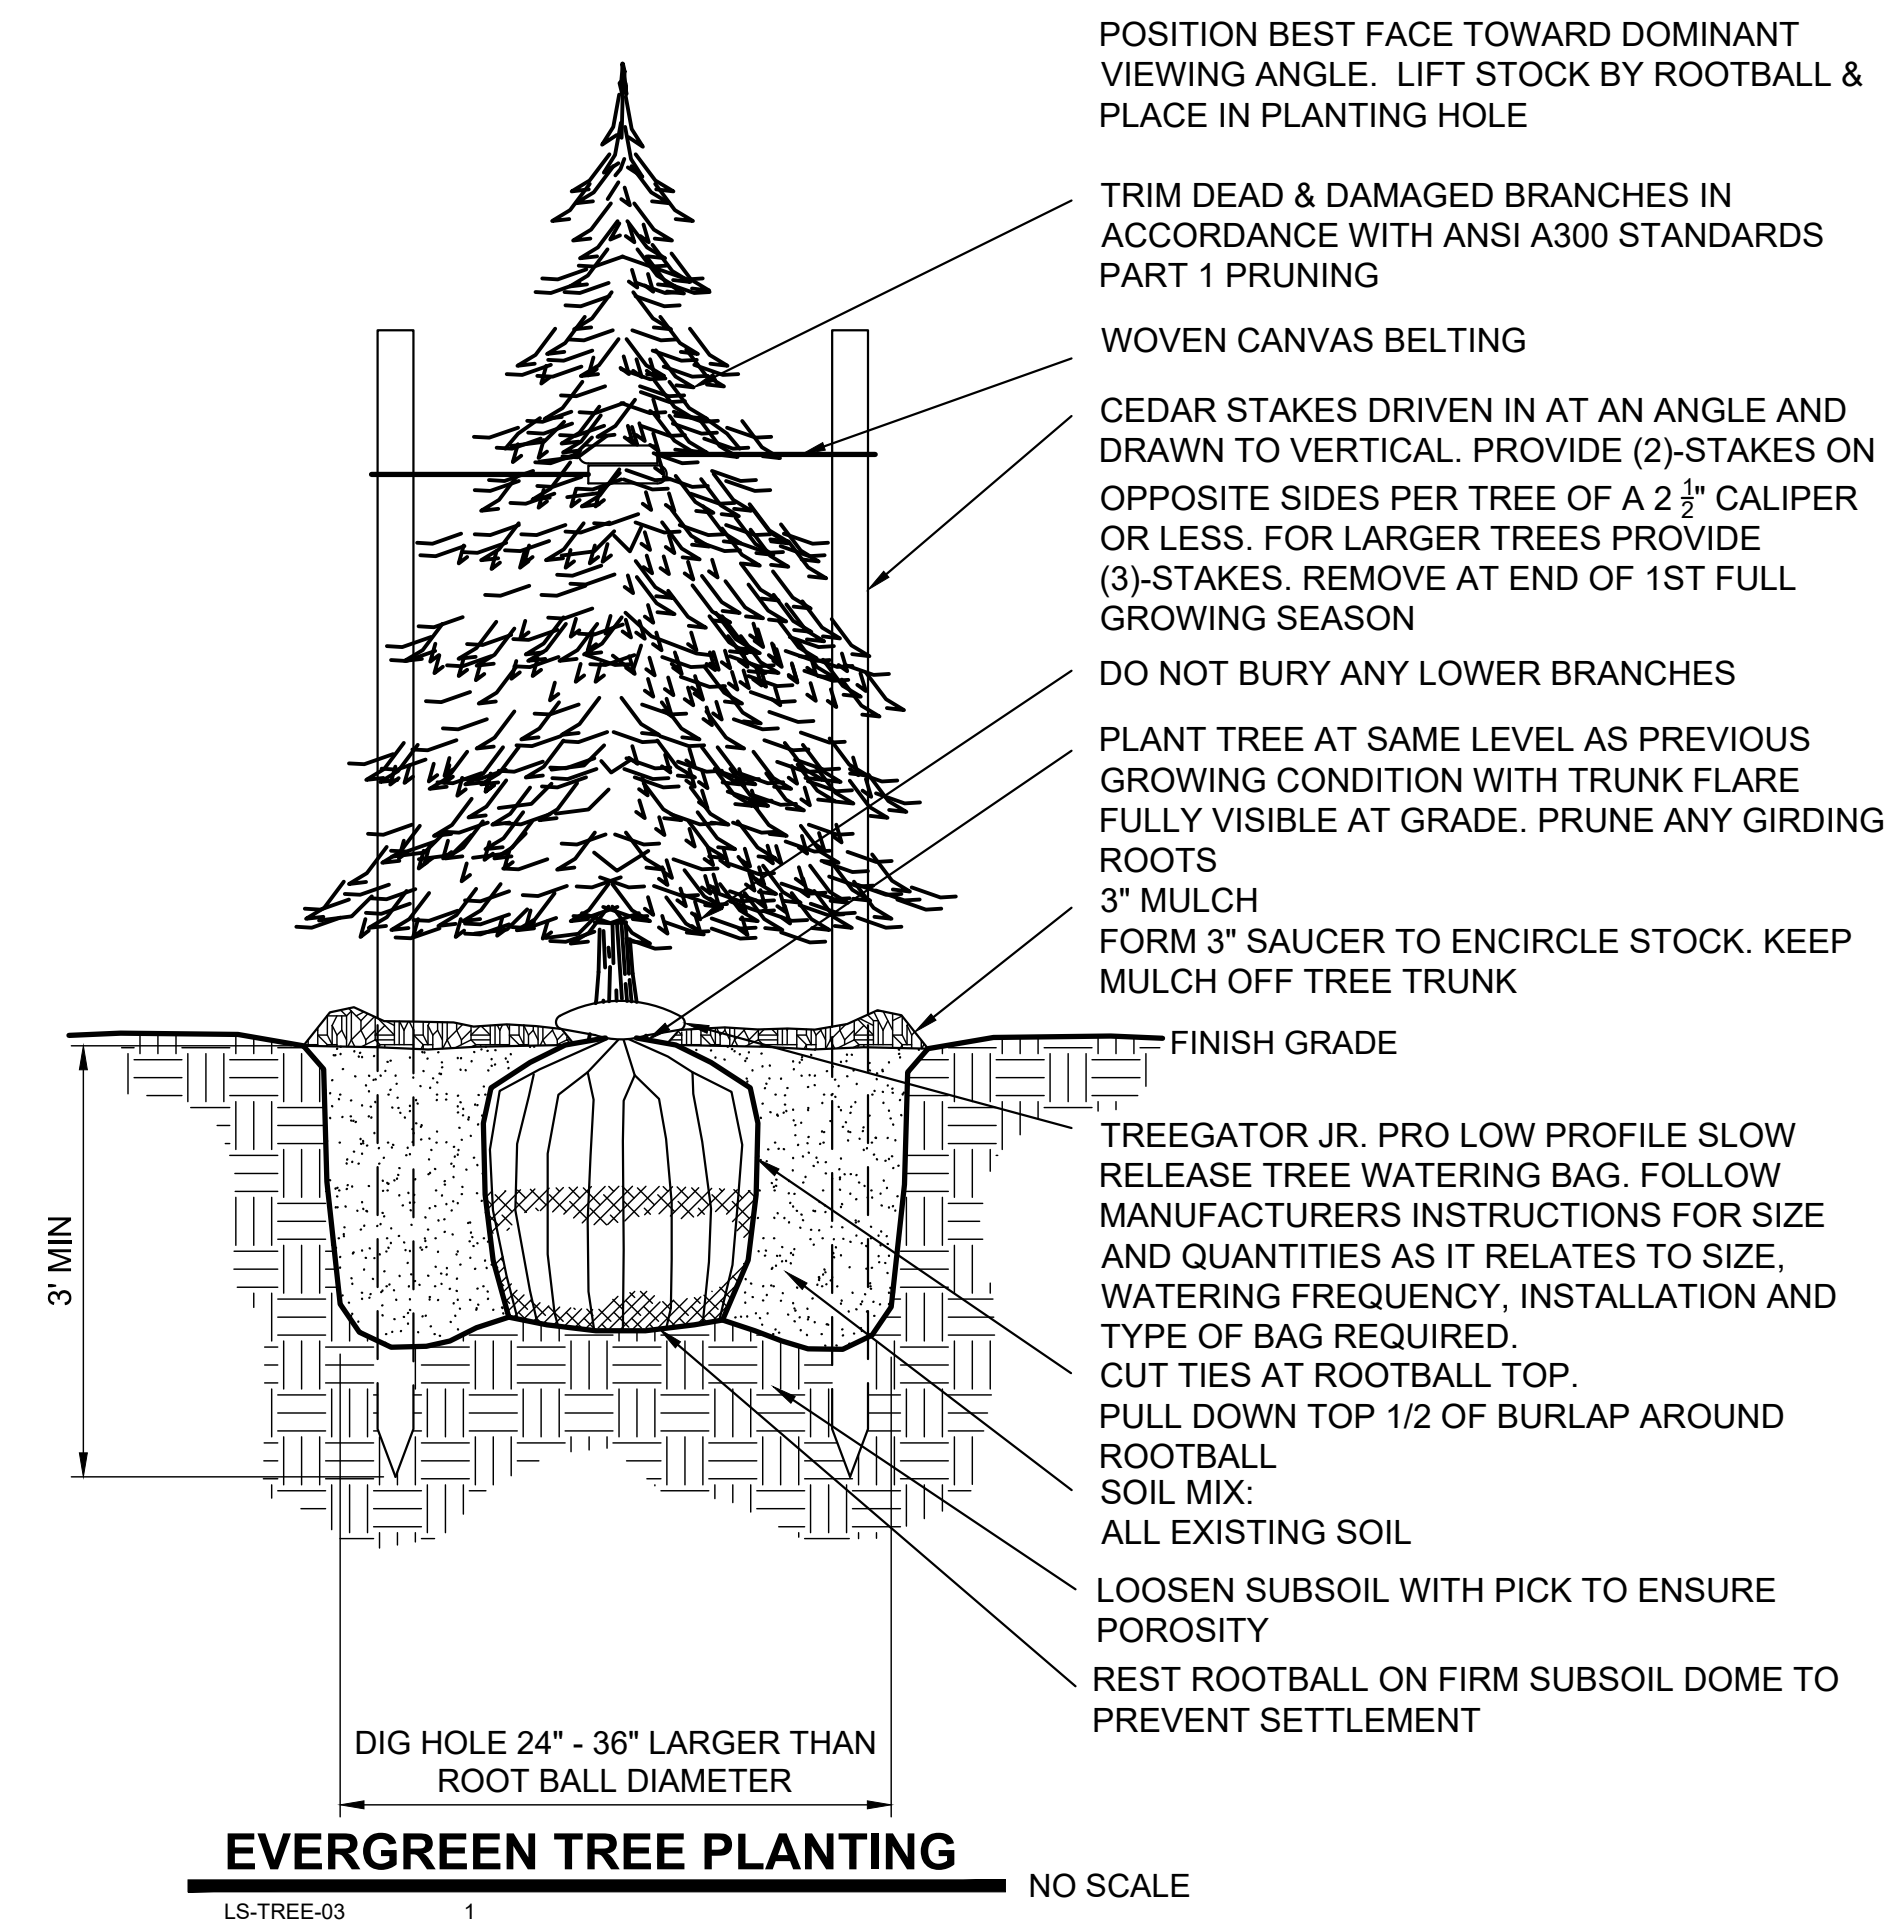 POSITION BEST FACE TOWARD DOMINANT
VIEWING ANGLE. LIFT STOCK BY ROOTBALL &
PLACE IN PLANTING HOLE
TRIM DEAD & DAMAGED BRANCHES IN
ACCORDANCE WITH ANSI A300 STANDARDS
PART 1 PRUNING
WOVEN CANVAS BELTING
CEDAR STAKES DRIVEN IN AT AN ANGLE AND
DRAWN TO VERTICAL. PROVIDE (2)-STAKES ON
OPPOSITE SIDES PER TREE OF A 2 1/2" CALIPER
OR LESS. FOR LARGER TREES PROVIDE
(3)-STAKES. REMOVE AT END OF 1ST FULL
GROWING SEASON
DO NOT BURY ANY LOWER BRANCHES
PLANT TREE AT SAME LEVEL AS PREVIOUS
GROWING CONDITION WITH TRUNK FLARE
FULLY VISIBLE AT GRADE. PRUNE ANY GIRDING
ROOTS
3" MULCH
FORM 3" SAUCER TO ENCIRCLE STOCK. KEEP
MULCH OFF TREE TRUNK
FINISH GRADE
TREEGATOR JR. PRO LOW PROFILE SLOW
RELEASE TREE WATERING BAG. FOLLOW
MANUFACTURERS INSTRUCTIONS FOR SIZE
AND QUANTITIES AS IT RELATES TO SIZE,
WATERING FREQUENCY, INSTALLATION AND
TYPE OF BAG REQUIRED.
CUT TIES AT ROOTBALL TOP.
PULL DOWN TOP 1/2 OF BURLAP AROUND
ROOTBALL
SOIL MIX:
ALL EXISTING SOIL
LOOSEN SUBSOIL WITH PICK TO ENSURE
POROSITY
REST ROOTBALL ON FIRM SUBSOIL DOME TO
PREVENT SETTLEMENT
3' MIN
DIG HOLE 24" - 36" LARGER THAN
ROOT BALL DIAMETER
EVERGREEN TREE PLANTING
NO SCALE
LS-TREE-03 1